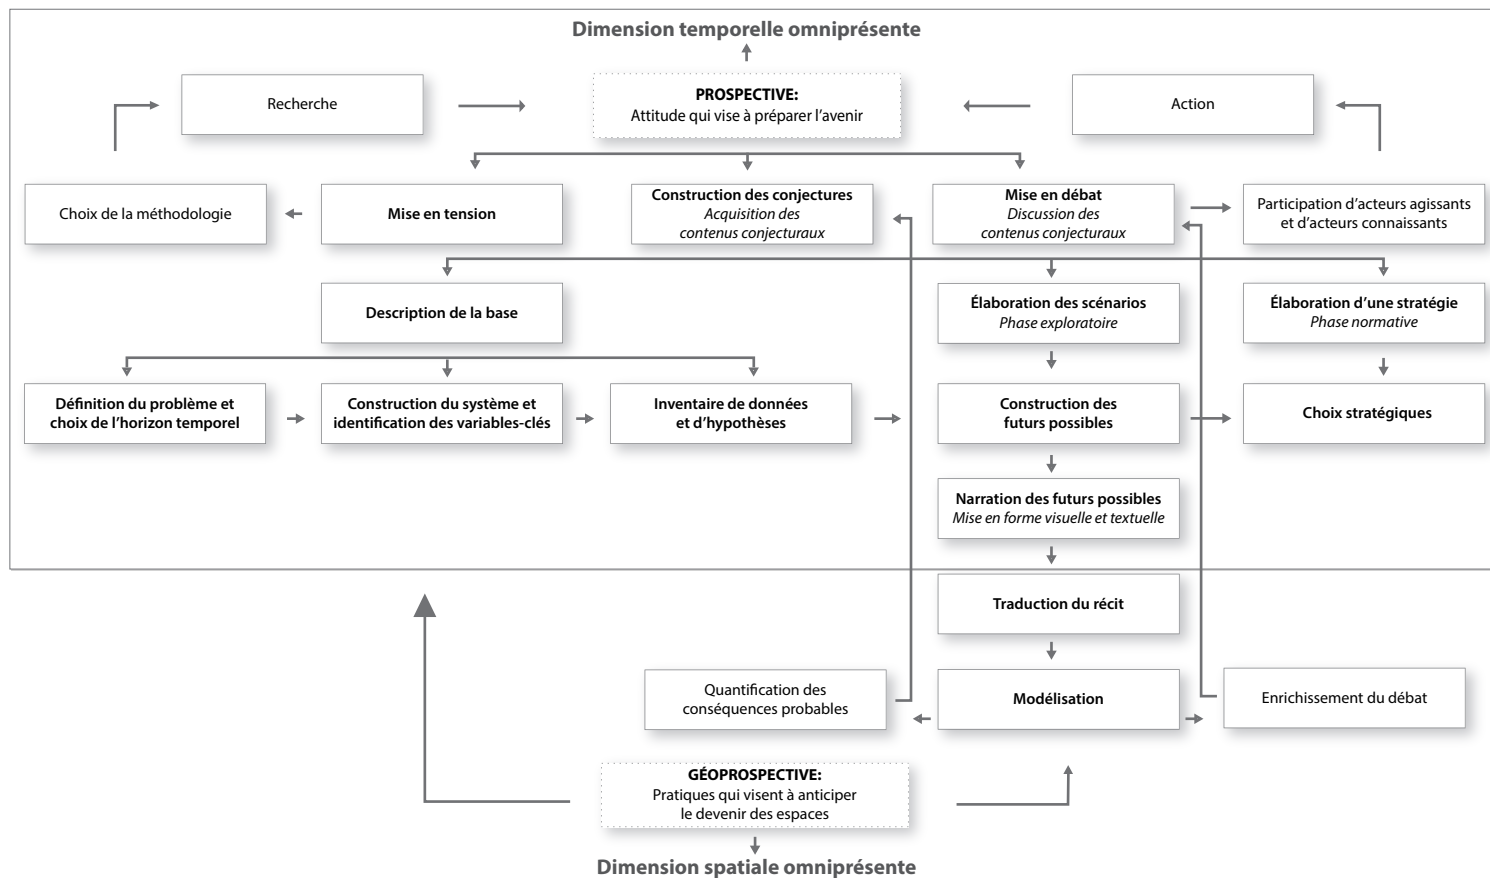 Dimension temporelle omniprésente
Recherche
PROSPECTIVE:
Attitude qui vise à préparer l'avenir
Action
Choix de la méthodologie
Mise en tension
Construction des conjectures
Acquisition des
contenus conjecturaux
Mise en débat
Discussion des
contenus conjecturaux
Participation d'acteurs agissants
et d'acteurs connaissants
Description de la base
Élaboration des scénarios
Phase exploratoire
Élaboration d'une stratégie
Phase normative
Définition du problème et
choix de l'horizon temporel
Construction du système et
identification des variables-clés
Inventaire de données
et d'hypothèses
Construction des
futurs possibles
Choix stratégiques
Narration des futurs possibles
Mise en forme visuelle et textuelle
Traduction du récit
Quantification des
conséquences probables
Modélisation
Enrichissement du débat
GÉOPROSPECTIVE:
Pratiques qui visent à anticiper
le devenir des espaces
Dimension spatiale omniprésente